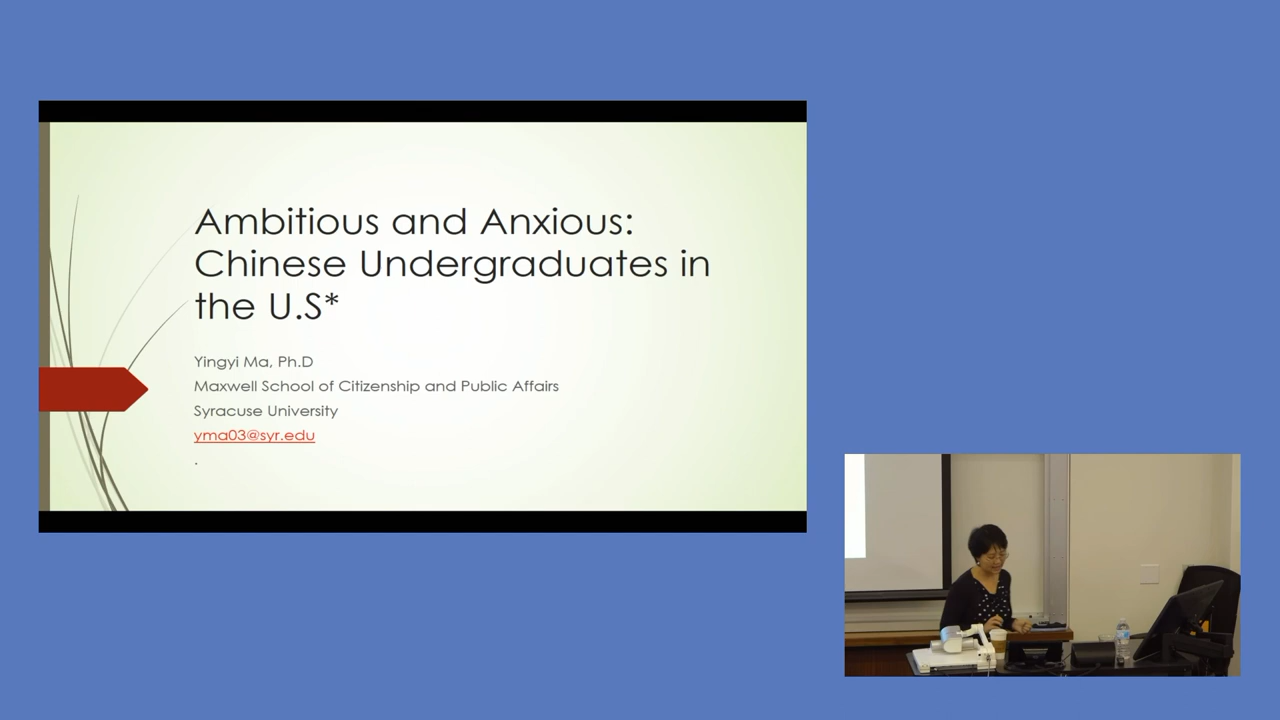 Ambitious and Anxious:
Chinese Undergraduates in
the U.S*
Yingyi Ma, Ph.D
Maxwell School of Citizenship and Public Affairs
Syracuse University
yma03@syr.edu
.